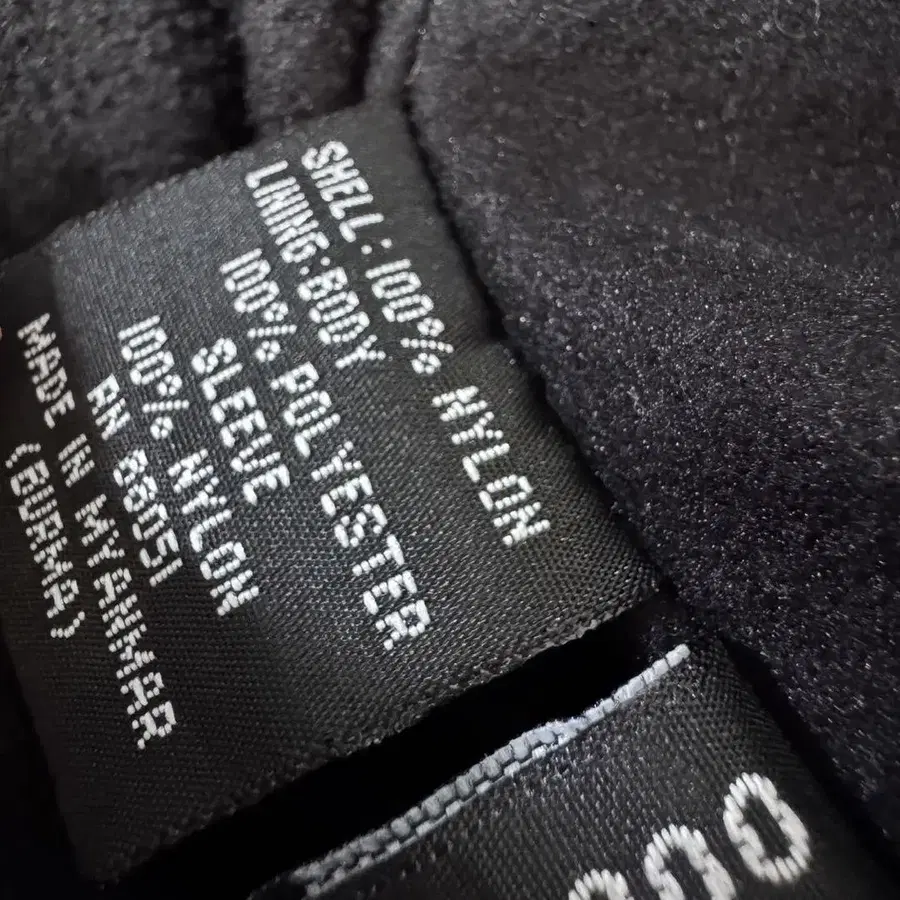 SHELL: 100% NYLON
LINING:BODY
100% POLYESTER
SLEEVE
100% NYLON
RN 88051
MADE IN MYANMAR
(BURMA)